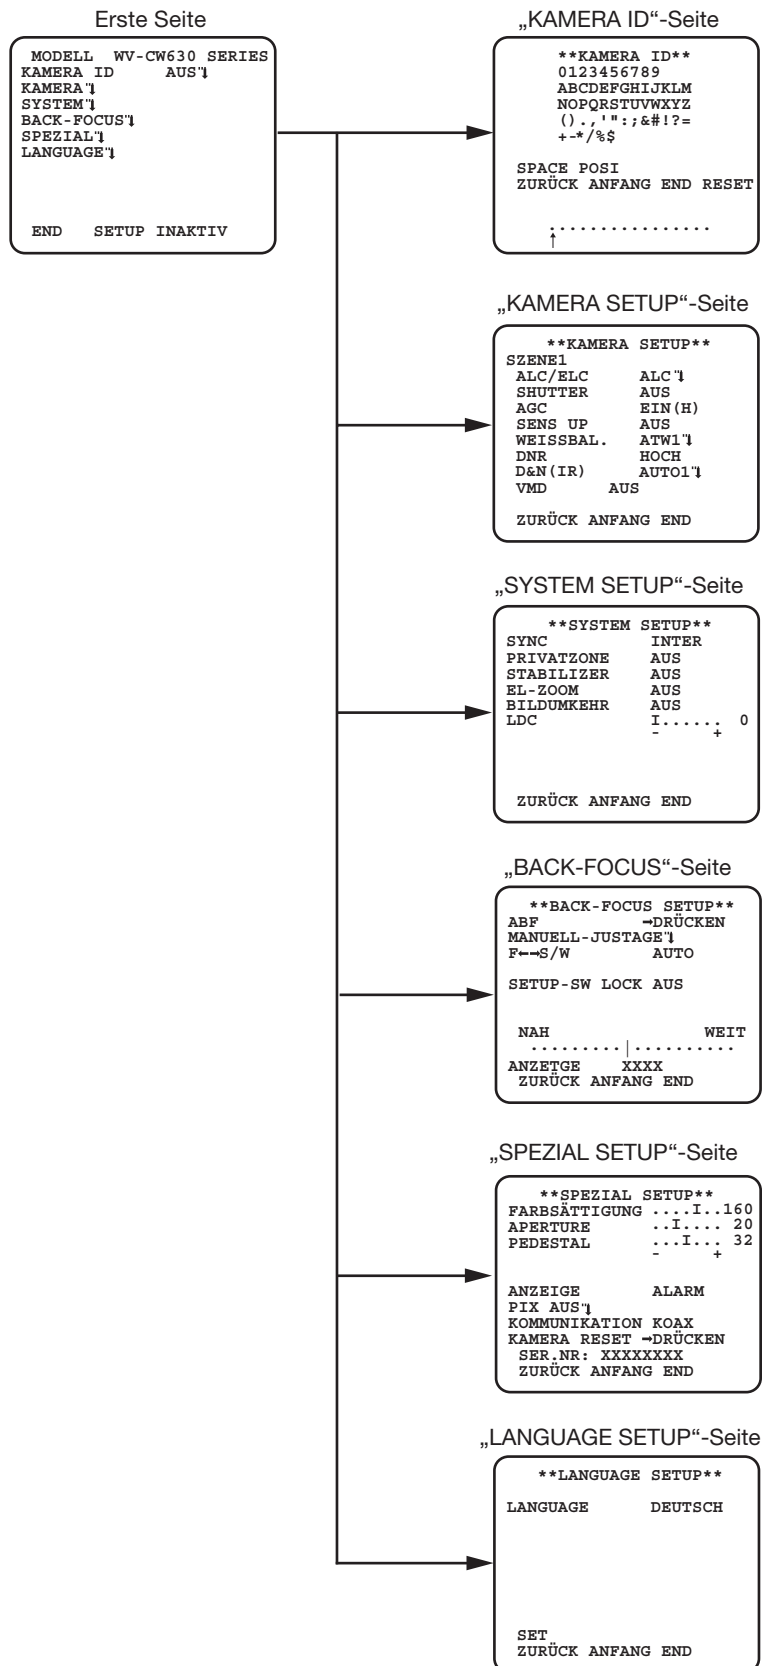 Erste Seite
MODELL WV-CW630 SERIES
KAMERA ID AUS
KAMERA
SYSTEM
BACK-FOCUS
SPEZIAL
LANGUAGE
END SETUP INAKTIV
„KAMERA ID“-Seite
**KAMERA ID**
0123456789
ABCDEFGHIJKLM
NOPQRSTUVWXYZ
().,'":;&#!?=
+-*/%$
SPACE POSI
ZURÜCK ANFANG END RESET
................
↑
„KAMERA SETUP“-Seite
**KAMERA SETUP**
SZENE1
ALC/ELC ALC
SHUTTER AUS
AGC EIN(H)
SENS UP AUS
WEISSBAL. ATW1
DNR HOCH
D&N(IR) AUTO1
VMD AUS
ZURÜCK ANFANG END
„SYSTEM SETUP“-Seite
**SYSTEM SETUP**
SYNC INTER
PRIVATZONE AUS
STABILIZER AUS
EL-ZOOM AUS
BILDUMKEHR AUS
LDC I...... 0
- +
ZURÜCK ANFANG END
„BACK-FOCUS“-Seite
**BACK-FOCUS SETUP**
ABF →DRÜCKEN
MANUELL-JUSTAGE
F←→S/W AUTO
SETUP-SW LOCK AUS
NAH WEIT
.........|..........
ANZETGE XXXX
ZURÜCK ANFANG END
„SPEZIAL SETUP“-Seite
**SPEZIAL SETUP**
FARBSÄTTIGUNG ....I..160
APERTURE ..I.... 20
PEDESTAL ...I... 32
- +
ANZEIGE ALARM
PIX AUS
KOMMUNIKATION KOAX
KAMERA RESET →DRÜCKEN
SER.NR: XXXXXXXX
ZURÜCK ANFANG END
„LANGUAGE SETUP“-Seite
**LANGUAGE SETUP**
LANGUAGE DEUTSCH
SET
ZURÜCK ANFANG END